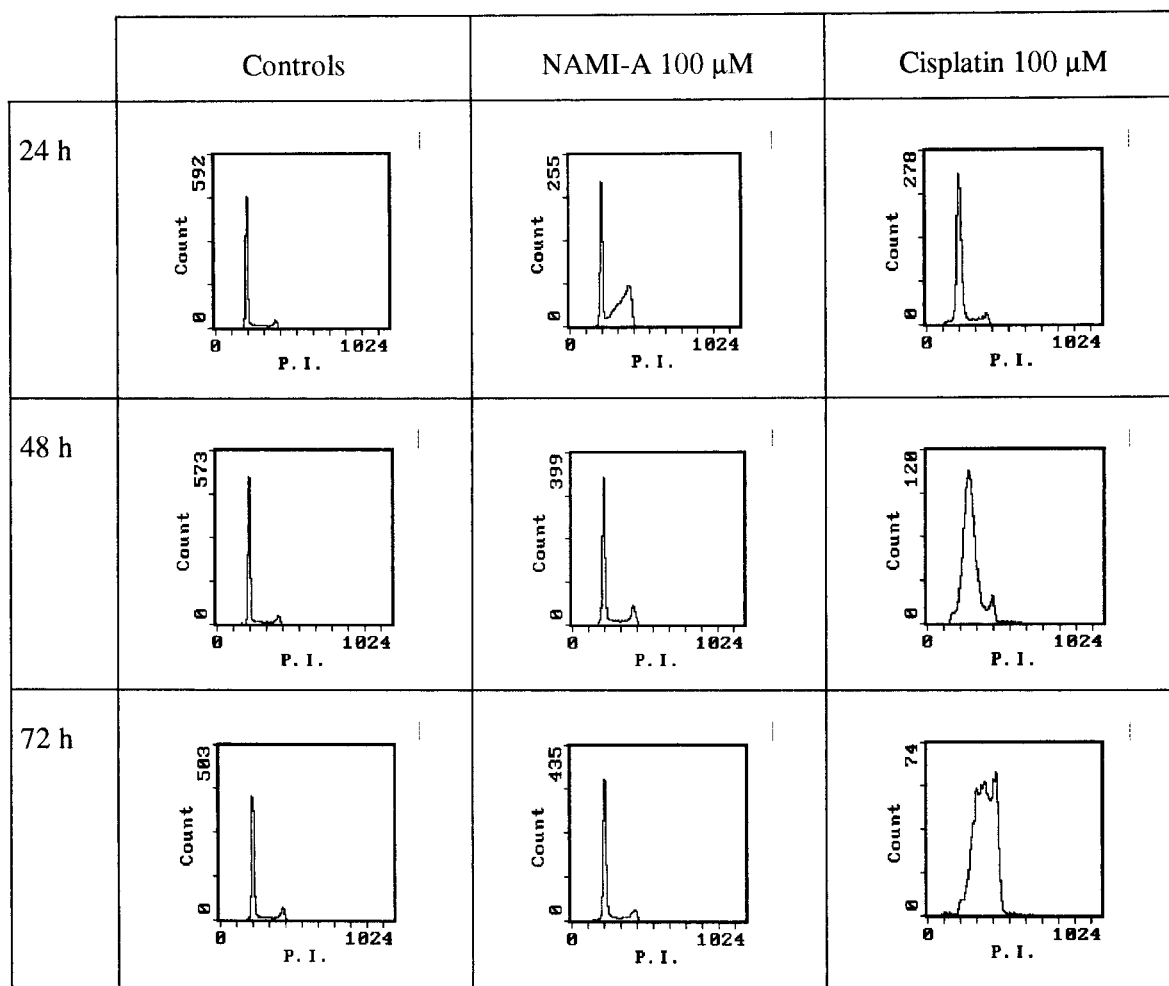 Controls
NAMI-A 100 μM
Cisplatin 100 μM
24 h
592
Count
0
0 1024
P.I.
255
Count
0
0 1024
P.I.
278
Count
0
0 1024
P.I.
48 h
573
Count
0
0 1024
P.I.
399
Count
0
0 1024
P.I.
120
Count
0
0 1024
P.I.
72 h
503
Count
0
0 1024
P.I.
435
Count
0
0 1024
P.I.
74
Count
0
0 1024
P.I.